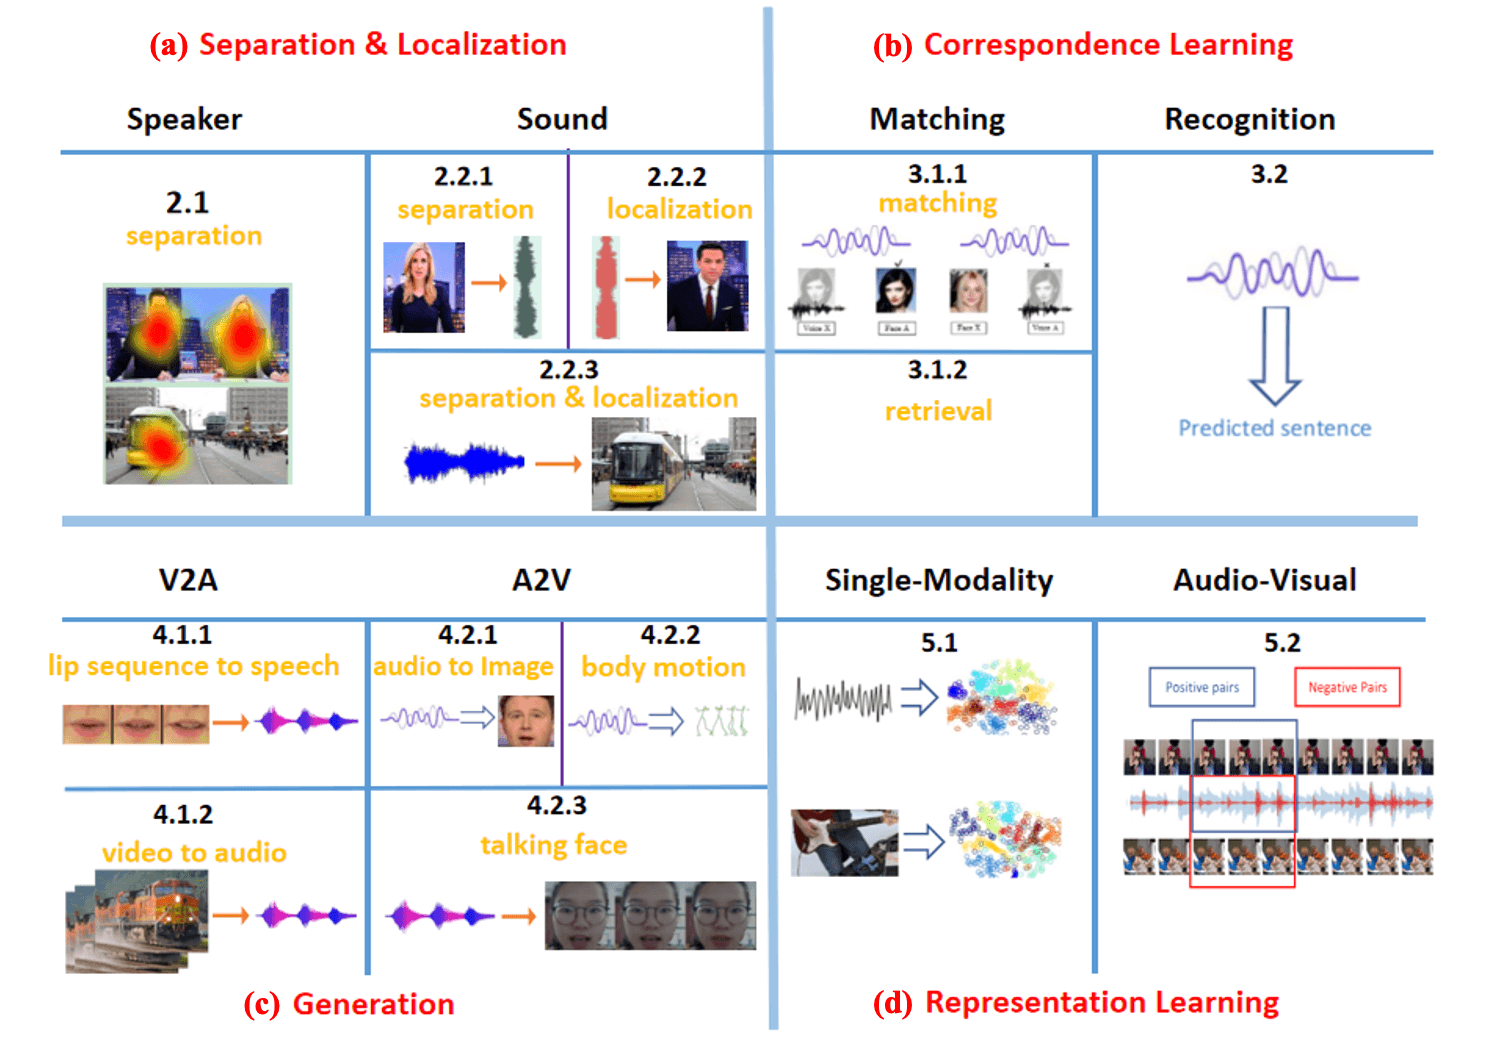 (a) Separation & Localization
Speaker
Sound
2.1
separation
2.2.1
separation
2.2.2
localization
2.2.3
separation & localization
(b) Correspondence Learning
Matching
Recognition
3.1.1
matching
Voice X
Face A
Face X
Voice A
3.1.2
retrieval
3.2
Predicted sentence
V2A
A2V
4.1.1
lip sequence to speech
4.1.2
video to audio
4.2.1
audio to Image
4.2.2
body motion
4.2.3
talking face
(c) Generation
Single-Modality
Audio-Visual
5.1
5.2
Positive pairs
Negative Pairs
(d) Representation Learning